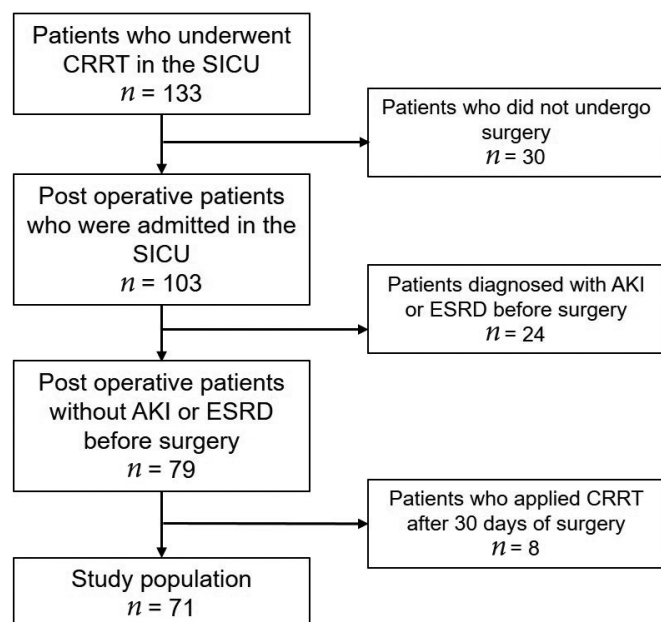 Patients who underwent
CRRT in the SICU
n = 133
Patients who did not undergo
surgery
n = 30
Post operative patients
who were admitted in the
SICU
n = 103
Patients diagnosed with AKI
or ESRD before surgery
n = 24
Post operative patients
without AKI or ESRD
before surgery
n = 79
Patients who applied CRRT
after 30 days of surgery
n = 8
Study population
n = 71